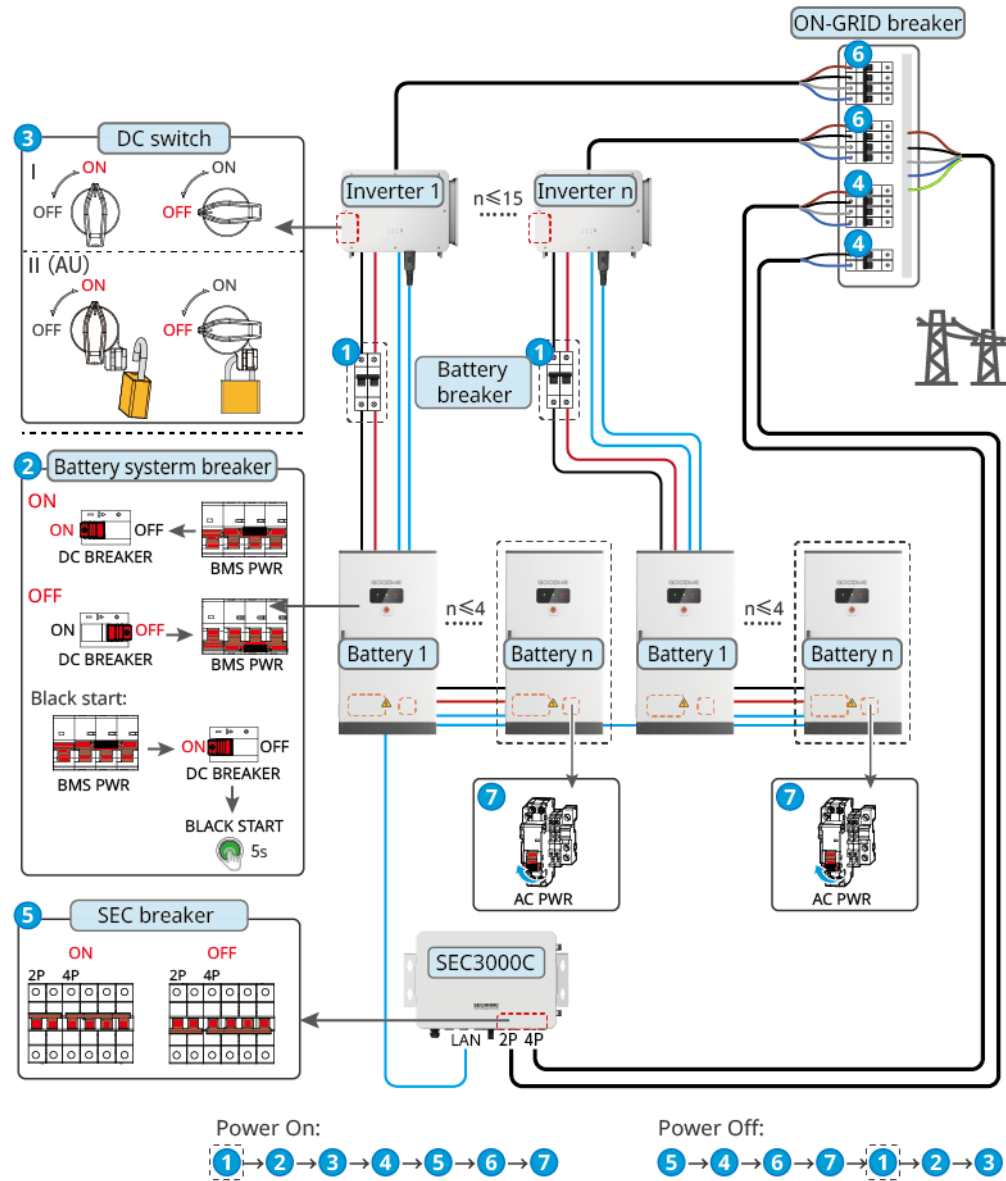 ON-GRID breaker
6
6
4
4
3 DC switch
I
ON
OFF
ON
OFF
II (AU)
ON
OFF
ON
OFF
Inverter 1
n≤15
Inverter n
1
Battery
breaker
1
2 Battery systerm breaker
ON
ON OFF
DC BREAKER
BMS PWR
OFF
ON OFF
DC BREAKER
BMS PWR
Black start:
BMS PWR
ON OFF
DC BREAKER
BLACK START
5s
GOODWE
GOODWE
GOODWE
GOODWE
n≤4
n≤4
Battery 1
Battery n
Battery 1
Battery n
7
AC PWR
7
AC PWR
5 SEC breaker
ON
2P 4P
OFF
2P 4P
SEC3000C
SEC3000C
LAN 2P 4P
Power On:
1→2→3→4→5→6→7
Power Off:
5→4→6→7→1→2→3